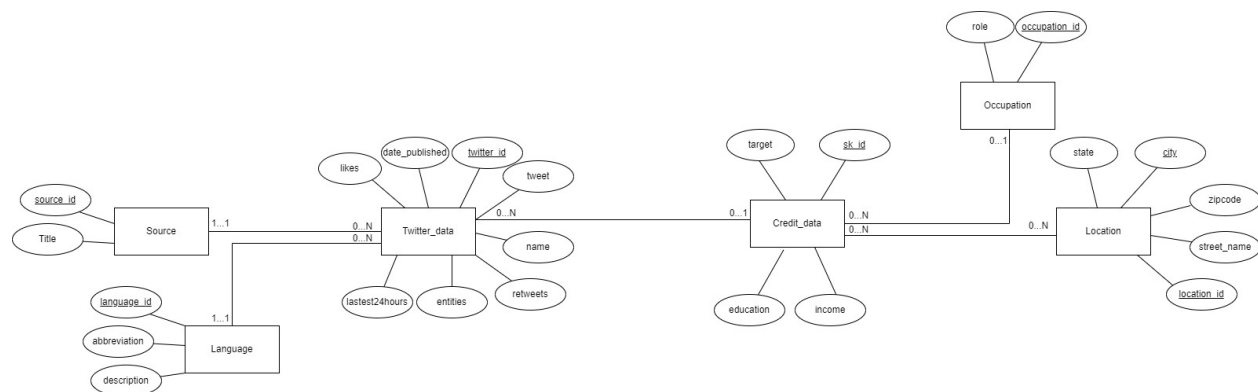 role
occupation_id
Occupation
0...1
date_published
twitter_id
likes
tweet
target
sk_id
state
city
source_id
Title
Source
1...1
0...N
0...N
Twitter_data
0...N
0...1
Credit_data
0...N
0...N
0...N
Location
zipcode
street_name
location_id
name
retweets
lastest24hours
entities
education
income
language_id
abbreviation
description
1...1
Language